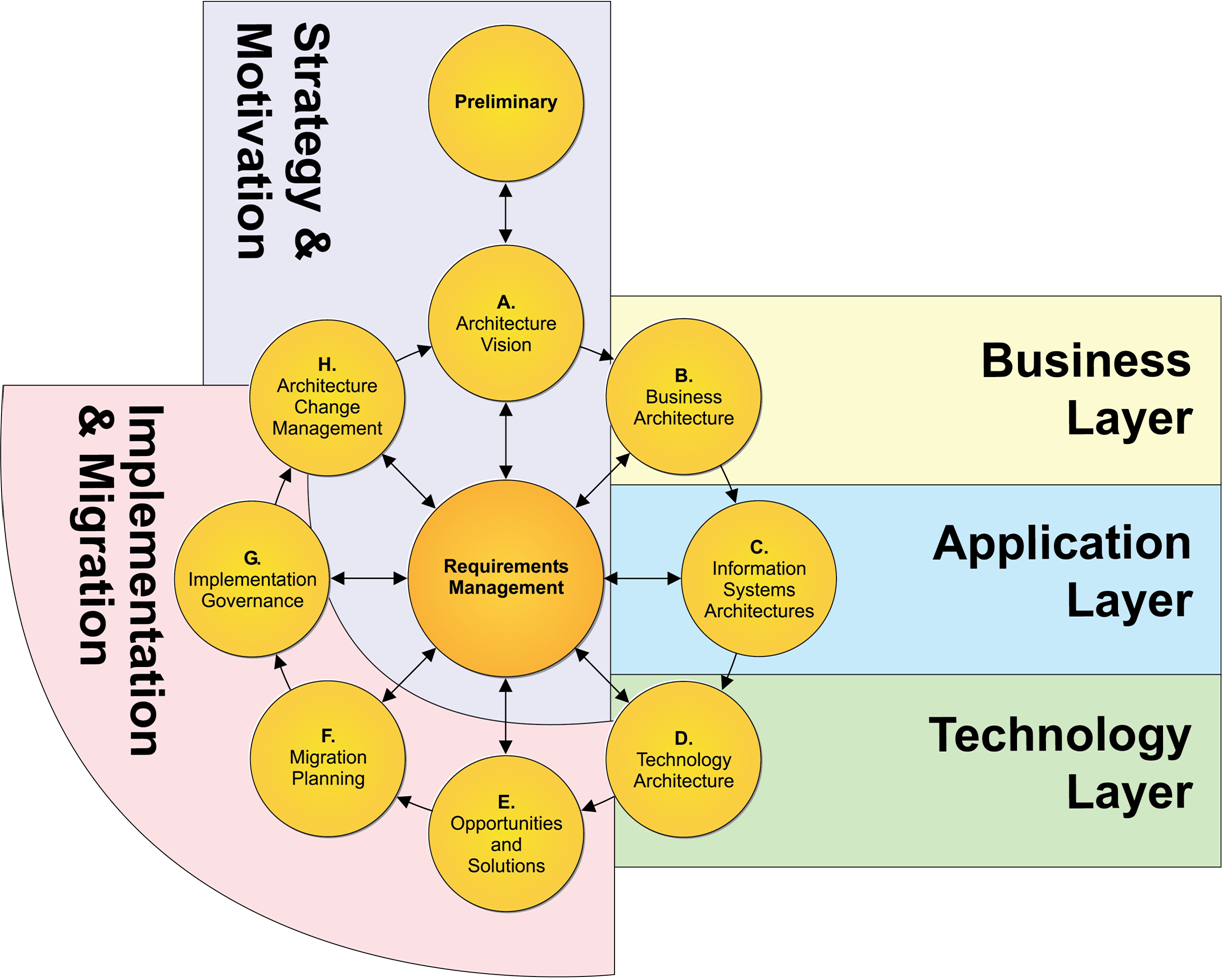 Strategy &
Motivation
Preliminary
A.
Architecture
Vision
H.
Architecture
Change
Management
B.
Business
Architecture
Business
Layer
Implementation
& Migration
G.
Implementation
Governance
Requirements
Management
C.
Information
Systems
Architectures
Application
Layer
F.
Migration
Planning
E.
Opportunities
and
Solutions
D.
Technology
Architecture
Technology
Layer